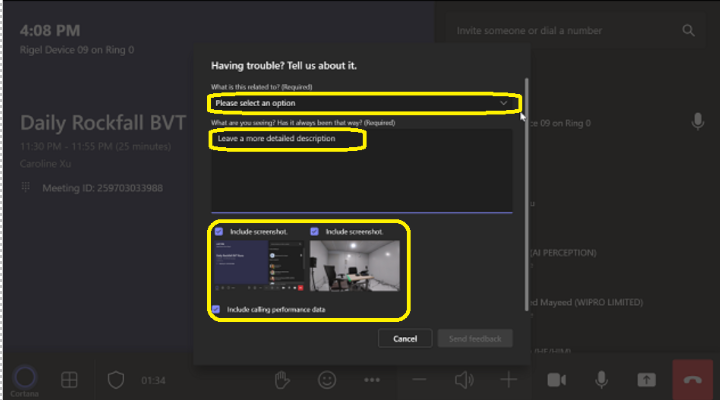 4:08 PM
Rigel Device 09 on Ring 0
Invite someone or dial a number
Having trouble? Tell us about it.
What is this related to? (Required)
Please select an option
What are you seeing? Has it always been that way? (Required)
Leave a more detailed description
Daily Rockfall BVT
11:30 PM - 11:55 PM (25 minutes)
Caroline Xu
Meeting ID: 259703033988
ce 09 on Ring 0
Include screenshot.
Include screenshot.
(AI PERCEPTION)
Include calling performance data
nd Mayeed (WIPRO LIMITED)
Cancel
Send feedback
01:34
Cortana